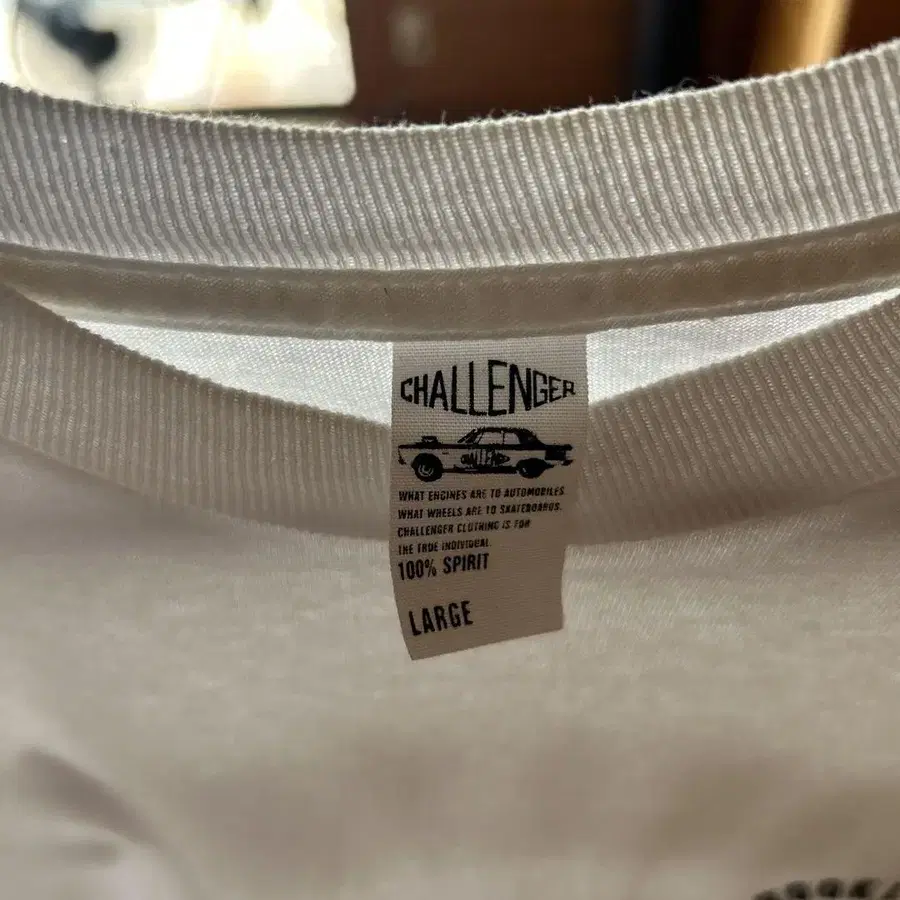 CHALLENGER
CHALLENGER
WHAT ENGINES ARE TO AUTOMOBILES
WHAT WHEELS ARE TO SKATEBOARDS.
CHALLENGER CLOTHING IS FOR
THE TRUE INDIVIDUAL.
100% SPIRIT
LARGE